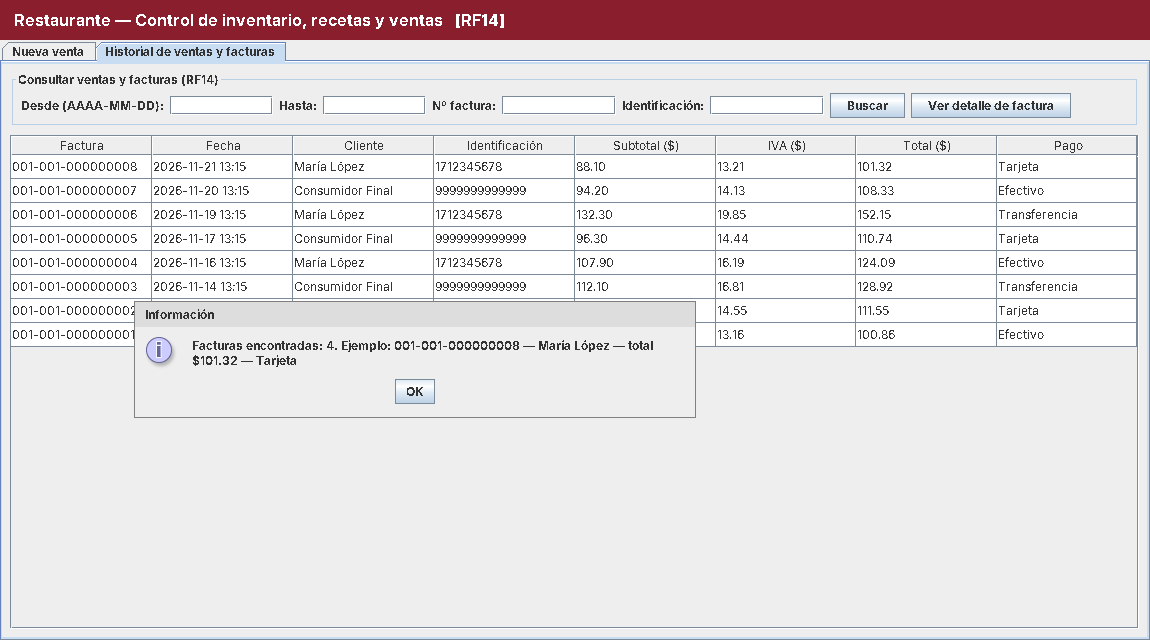 Restaurante — Control de inventario, recetas y ventas [RF14]
Nueva venta Historial de ventas y facturas
Consultar ventas y facturas (RF14)
Desde (AAAA-MM-DD): Hasta: Nº factura: Identificación: Buscar Ver detalle de factura
Factura Fecha Cliente Identificación Subtotal ($) IVA ($) Total ($) Pago
001-001-000000008 2026-11-21 13:15 María López 1712345678 88.10 13.21 101.32 Tarjeta
001-001-000000007 2026-11-20 13:15 Consumidor Final 9999999999999 94.20 14.13 108.33 Efectivo
001-001-000000006 2026-11-19 13:15 María López 1712345678 132.30 19.85 152.15 Transferencia
001-001-000000005 2026-11-17 13:15 Consumidor Final 9999999999999 96.30 14.44 110.74 Tarjeta
001-001-000000004 2026-11-16 13:15 María López 1712345678 107.90 16.19 124.09 Efectivo
001-001-000000003 2026-11-14 13:15 Consumidor Final 9999999999999 112.10 16.81 128.92 Transferencia
001-001-000000002 14.55 111.55 Tarjeta
001-001-000000001 13.16 100.86 Efectivo
Información
Facturas encontradas: 4. Ejemplo: 001-001-000000008 — María López — total
$101.32 — Tarjeta
OK